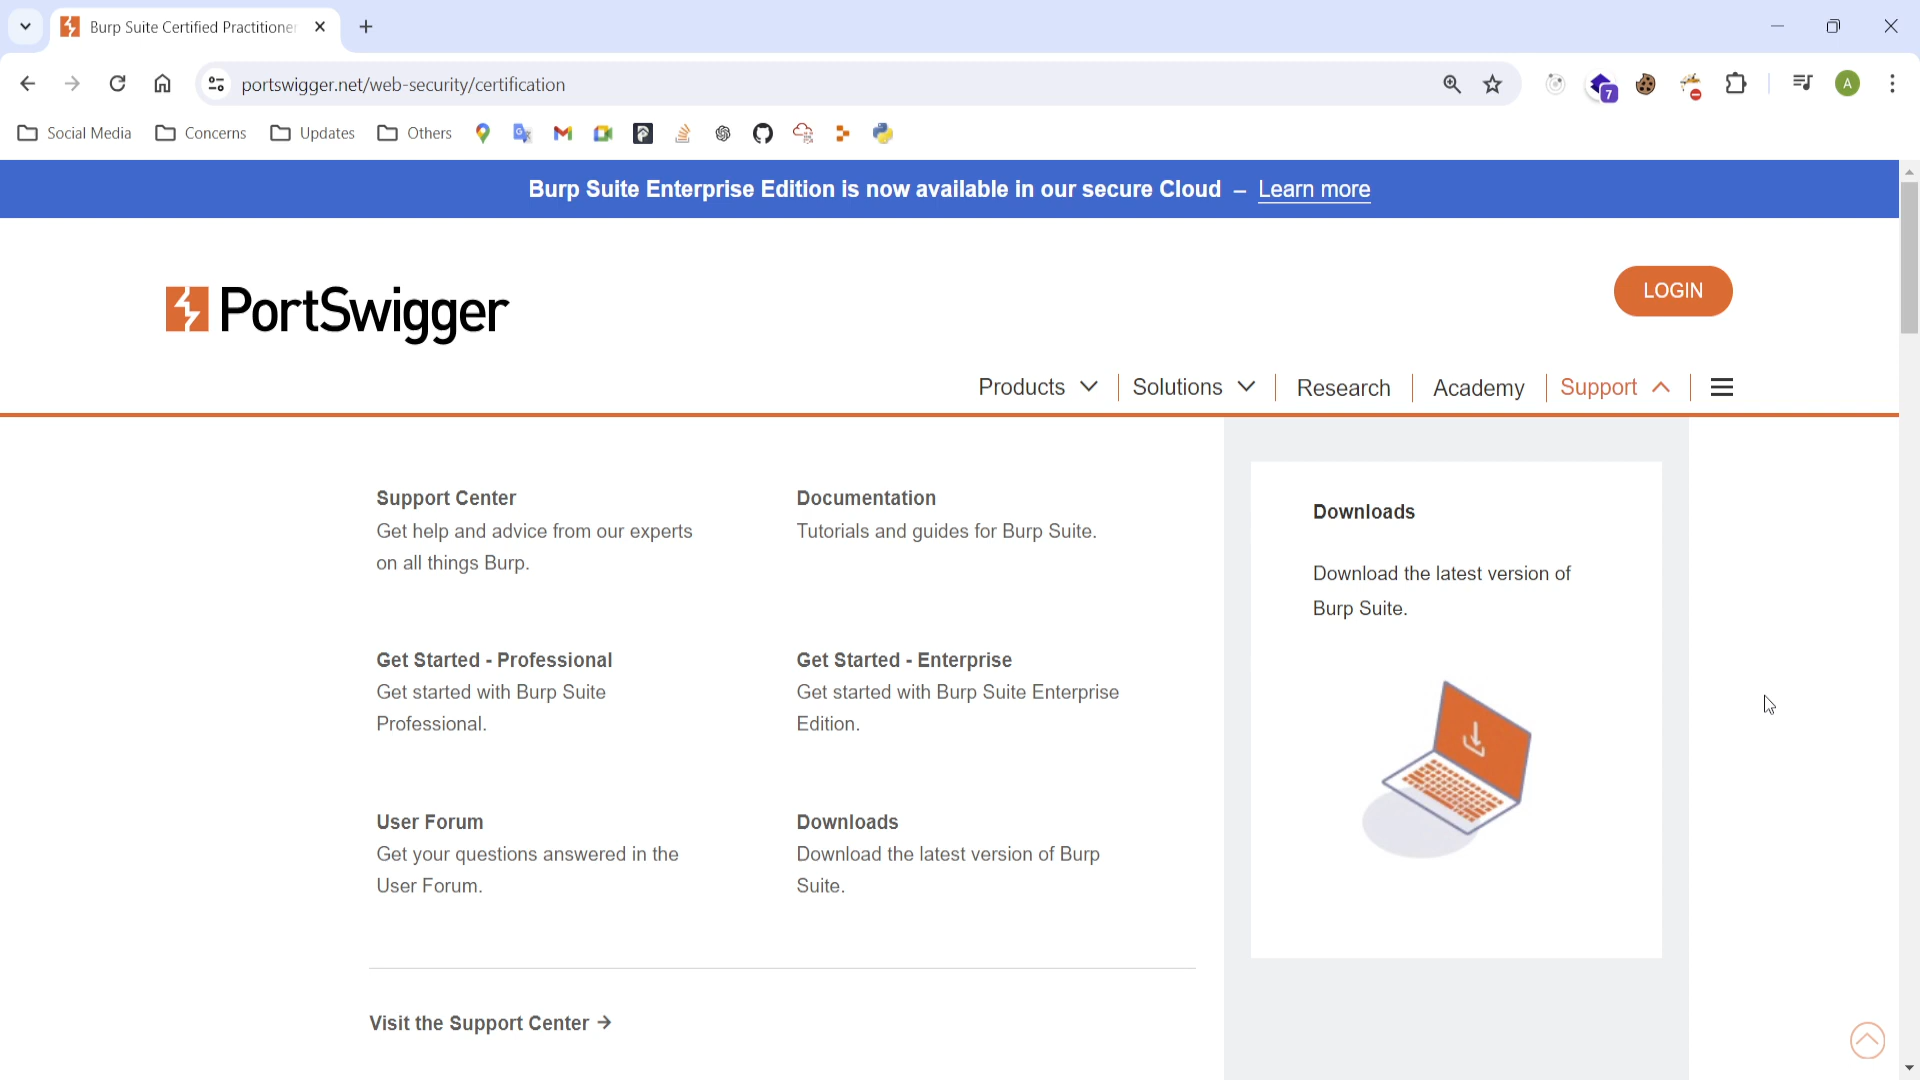 Burp Suite Certified Practitioner
portswigger.net/web-security/certification
7
A
Social Media
Concerns
Updates
Others
Burp Suite Enterprise Edition is now available in our secure Cloud – Learn more
PortSwigger
LOGIN
Products
Solutions
Research
Academy
Support
Support Center
Get help and advice from our experts
on all things Burp.
Documentation
Tutorials and guides for Burp Suite.
Get Started - Professional
Get started with Burp Suite
Professional.
Get Started - Enterprise
Get started with Burp Suite Enterprise
Edition.
User Forum
Get your questions answered in the
User Forum.
Downloads
Download the latest version of Burp
Suite.
Visit the Support Center →
Downloads
Download the latest version of
Burp Suite.